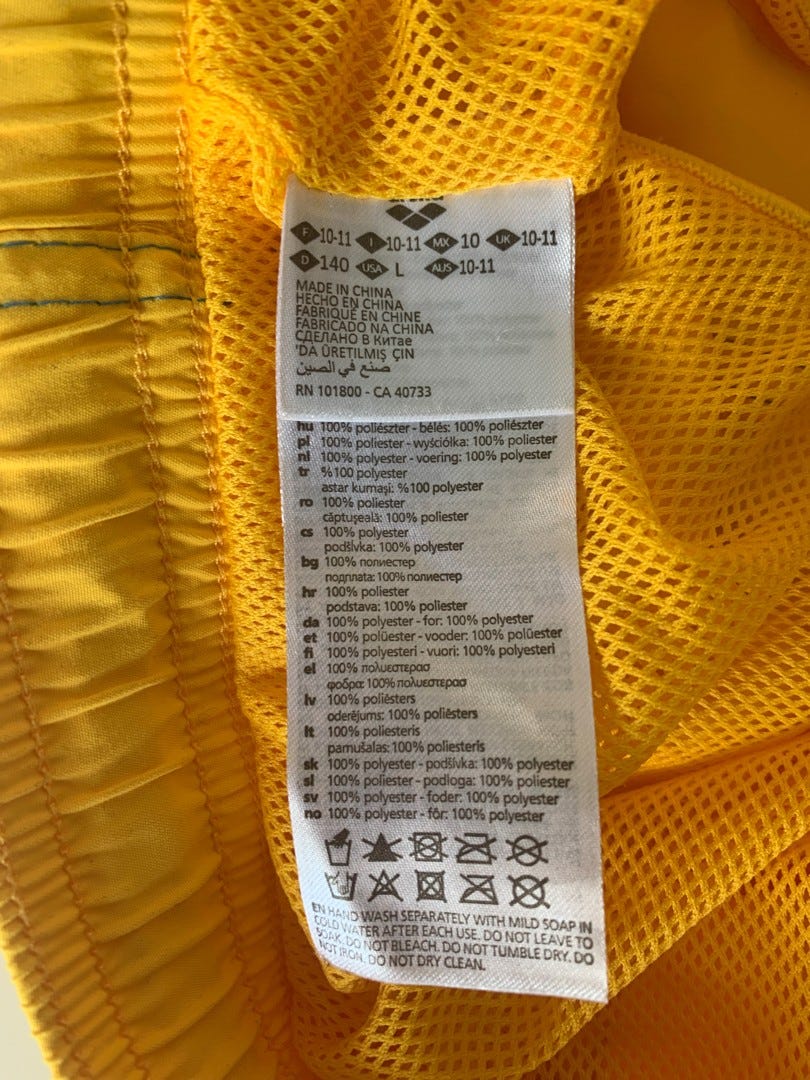 F 10-11 I 10-11 MX 10 UK 10-11
D 140 USA L AUS 10-11
MADE IN CHINA
HECHO EN CHINA
FABRIQUÉ EN CHINE
FABRICADO NA CHINA
СДЕЛАНО В Китае
'DA ÜRETILMIŞ ÇIN
صنع في الصين
RN 101800 - CA 40733
hu 100% poliészter - bélés: 100% poliészter
pl 100% poliester - wyściólka: 100% poliester
nl 100% polyester - voering: 100% polyester
tr %100 polyester
astar kumaşi: %100 polyester
ro 100% poliester
căptuşeală: 100% poliester
cs 100% polyester
podšívka: 100% polyester
bg 100% полиестер
подплата: 100% полиестер
hr 100% poliester
podstava: 100% poliester
da 100% polyester - for: 100% polyester
et 100% polüester - vooder: 100% polüester
fi 100% polyesteri - vuori: 100% polyesteri
el 100% πολυεστερασ
φοδρα: 100% πολυεστερασ
lv 100% poliēsters
oderējums: 100% poliēsters
lt 100% poliesteris
pamušalas: 100% poliesteris
sk 100% polyester - podšívka: 100% polyester
sl 100% poliester - podloga: 100% poliester
sv 100% polyester - foder: 100% polyester
no 100% polyester - fôr: 100% polyester
EN HAND WASH SEPARATELY WITH MILD SOAP IN
COLD WATER AFTER EACH USE. DO NOT LEAVE TO
SOAK. DO NOT BLEACH. DO NOT TUMBLE DRY. DO
NOT IRON. DO NOT DRY CLEAN.